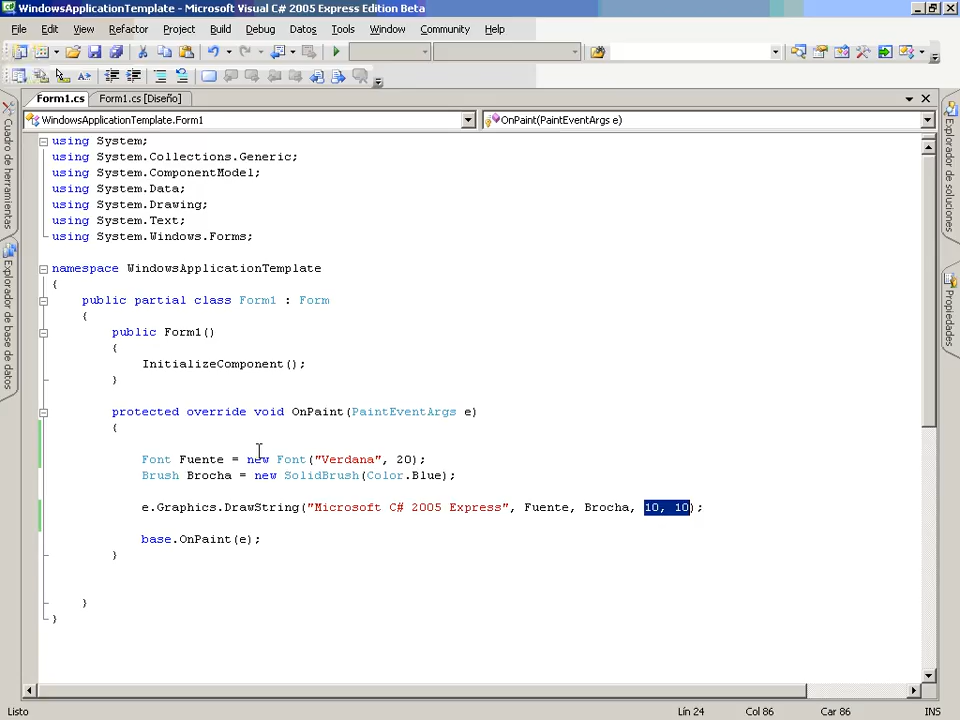 WindowsApplicationTemplate - Microsoft Visual C# 2005 Express Edition Beta
File Edit View Refactor Project Build Debug Datos Tools Window Community Help
Form1.cs Form1.cs [Diseño]
WindowsApplicationTemplate.Form1 OnPaint(PaintEventArgs e)
Cuadro de herramientas
Explorador de base de datos
using System;
using System.Collections.Generic;
using System.ComponentModel;
using System.Data;
using System.Drawing;
using System.Text;
using System.Windows.Forms;
namespace WindowsApplicationTemplate
{
public partial class Form1 : Form
{
public Form1()
{
InitializeComponent();
}
protected override void OnPaint(PaintEventArgs e)
{
Font Fuente = new Font("Verdana", 20);
Brush Brocha = new SolidBrush(Color.Blue);
e.Graphics.DrawString("Microsoft C# 2005 Express", Fuente, Brocha, 10, 10);
base.OnPaint(e);
}
}
}
Explorador de soluciones
Propiedades
Listo Lín 24 Col 86 Car 86 INS